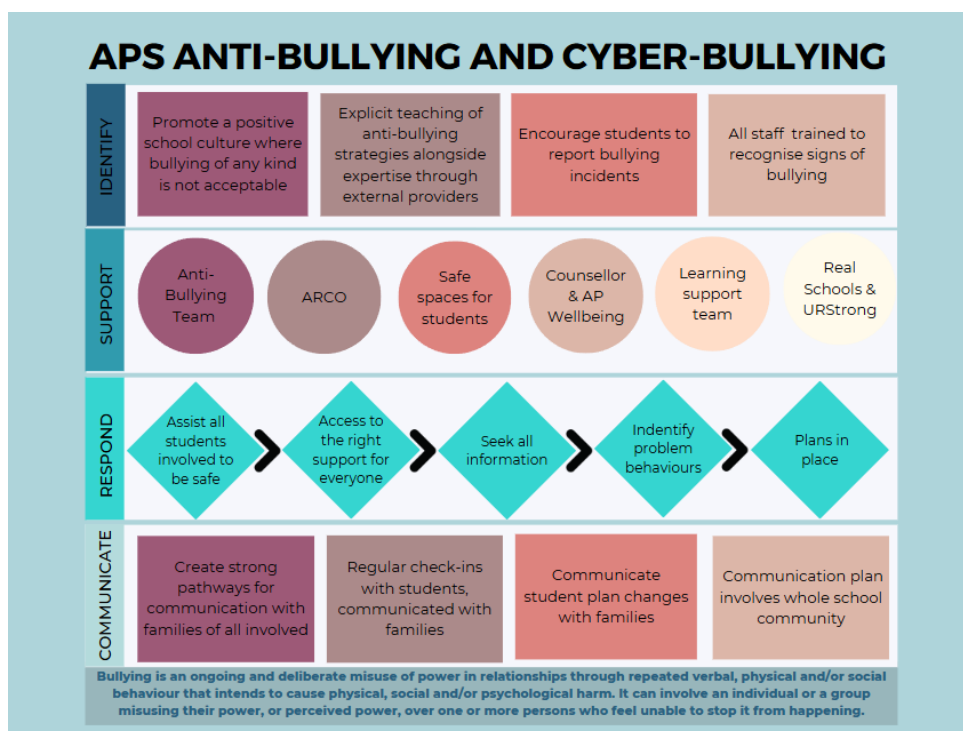 APS ANTI-BULLYING AND CYBER-BULLYING
IDENTIFY
Promote a positive
school culture where
bullying of any kind
is not acceptable
Explicit teaching of
anti-bullying
strategies alongside
expertise through
external providers
Encourage students to
report bullying
incidents
All staff trained to
recognise signs of
bullying
SUPPORT
Anti-
Bullying
Team
ARCO
Safe
spaces for
students
Counsellor
& AP
Wellbeing
Learning
support
team
Real
Schools &
URStrong
RESPOND
Assist all
students
involved to
be safe
Access to
the right
support for
everyone
Seek all
information
Indentify
problem
behaviours
Plans in
place
COMMUNICATE
Create strong
pathways for
communication with
families of all involved
Regular check-ins
with students,
communicated with
families
Communicate
student plan changes
with families
Communication plan
involves whole school
community
Bullying is an ongoing and deliberate misuse of power in relationships through repeated verbal, physical and/or social
behaviour that intends to cause physical, social and/or psychological harm. It can involve an individual or a group
misusing their power, or perceived power, over one or more persons who feel unable to stop it from happening.